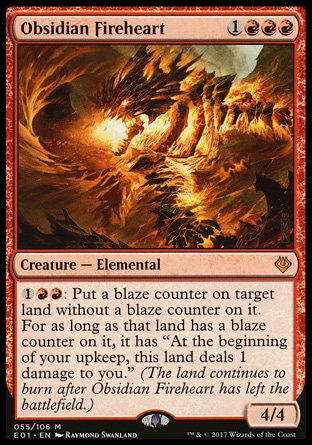 Obsidian Fireheart 1
Creature — Elemental
1 : Put a blaze counter on target
land without a blaze counter on it.
For as long as that land has a blaze
counter on it, it has “At the beginning
of your upkeep, this land deals 1
damage to you.” (The land continues to
burn after Obsidian Fireheart has left the
battlefield.)
4/4
055/106 M
E01 • EN RAYMOND SWANLAND
™ & © 2017 Wizards of the Coast